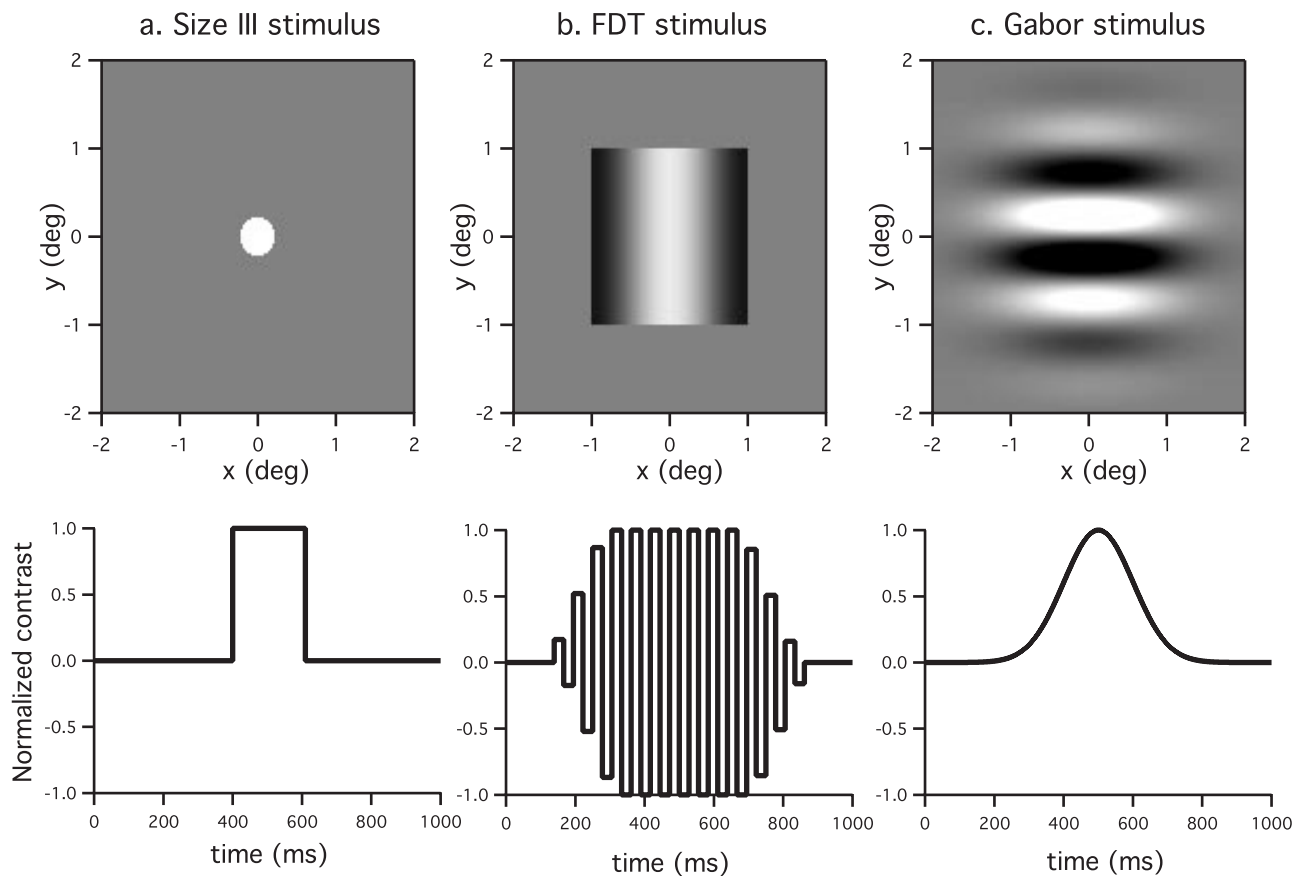 a. Size III stimulus
b. FDT stimulus
c. Gabor stimulus
2
1
0
-1
-2
y (deg)
-2 -1 0 1 2
x (deg)
2
1
0
-1
-2
y (deg)
-2 -1 0 1 2
x (deg)
2
1
0
-1
-2
y (deg)
-2 -1 0 1 2
x (deg)
Normalized contrast
1.0
0.5
0.0
-0.5
-1.0
0 200 400 600 800 1000
time (ms)
1.0
0.5
0.0
-0.5
-1.0
0 200 400 600 800 1000
time (ms)
1.0
0.5
0.0
-0.5
-1.0
0 200 400 600 800 1000
time (ms)